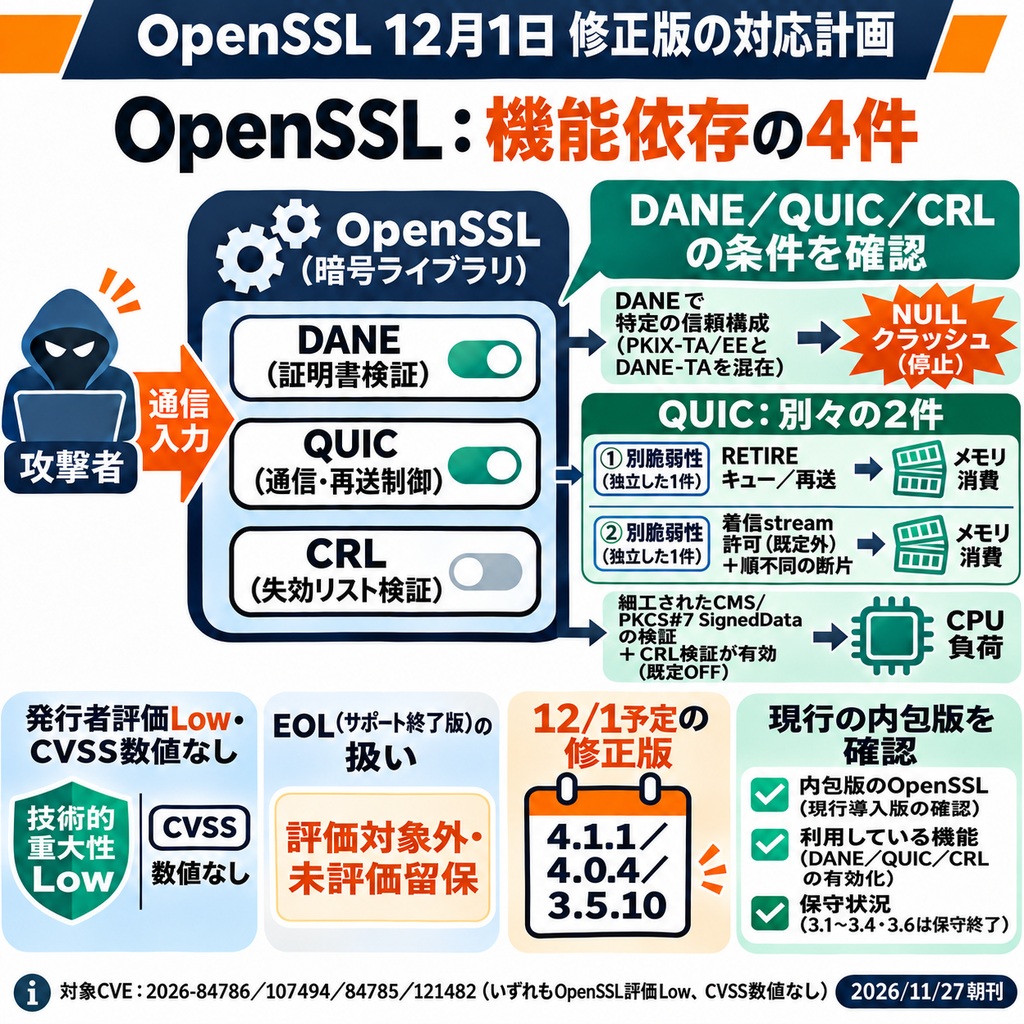 OpenSSL 12月1日 修正版の対応計画
OpenSSL：機能依存の4件
OpenSSL
（暗号ライブラリ）
攻撃者
通信
入力
DANE
（証明書検証）
QUIC
（通信・再送制御）
CRL
（失効リスト検証）
DANE／QUIC／CRL
の条件を確認
DANEで
特定の信頼構成
（PKIX-TA/EEと
DANE-TAを混在）
NULL
クラッシュ
（停止）
QUIC：別々の2件
① 別脆弱性
（独立した1件）
RETIRE
キュー／再送
メモリ
消費
② 別脆弱性
（独立した1件）
着信stream
許可（既定外）
＋順不同の断片
メモリ
消費
細工されたCMS/
PKCS#7 SignedData
の検証
＋CRL検証が有効
（既定OFF）
CPU
負荷
発行者評価Low・
CVSS数値なし
技術的
重大性
Low
CVSS
数値なし
EOL（サポート終了版）の
扱い
評価対象外・
未評価留保
12/1予定の
修正版
4.1.1／
4.0.4／
3.5.10
現行の内包版を
確認
内包版のOpenSSL
（現行導入版の確認）
利用している機能
（DANE／QUIC／CRL
の有効化）
保守状況
（3.1～3.4・3.6は保守終了）
i 対象CVE：2026-84786／107494／84785／121482（いずれもOpenSSL評価Low、CVSS数値なし）
2026/11/27 朝刊